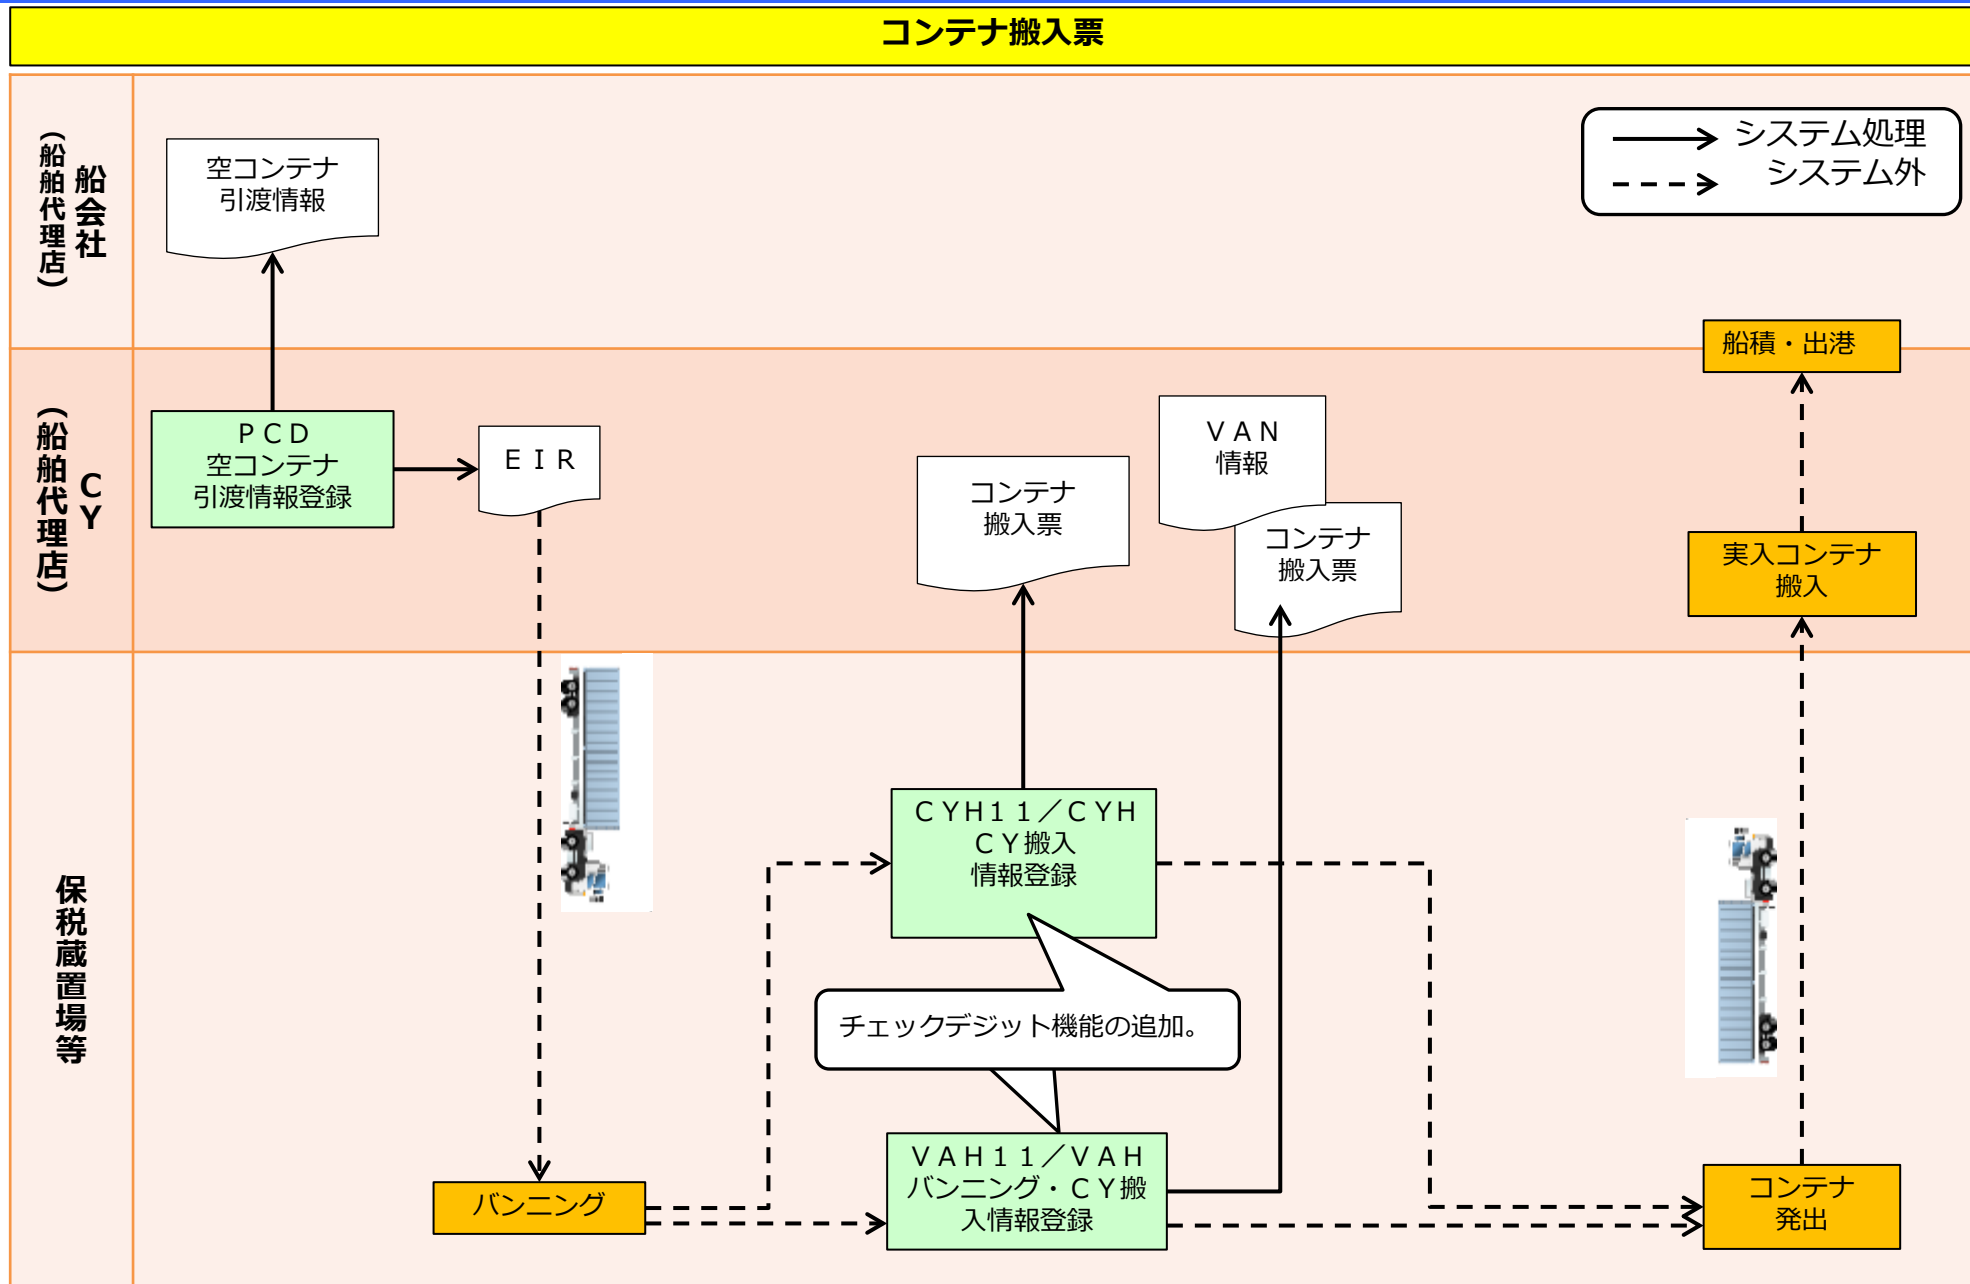 コンテナ搬入票
システム処理
システム外
船会社
（船舶代理店）
空コンテナ
引渡情報
船積・出港
ＣＹ
（船舶代理店）
ＰＣＤ
空コンテナ
引渡情報登録
ＥＩＲ
コンテナ
搬入票
ＶＡＮ
情報
コンテナ
搬入票
実入コンテナ
搬入
保税蔵置場等
ＣＹＨ１１／ＣＹＨ
ＣＹ搬入
情報登録
チェックデジット機能の追加。
バンニング
ＶＡＨ１１／ＶＡＨ
バンニング・ＣＹ搬
入情報登録
コンテナ
発出